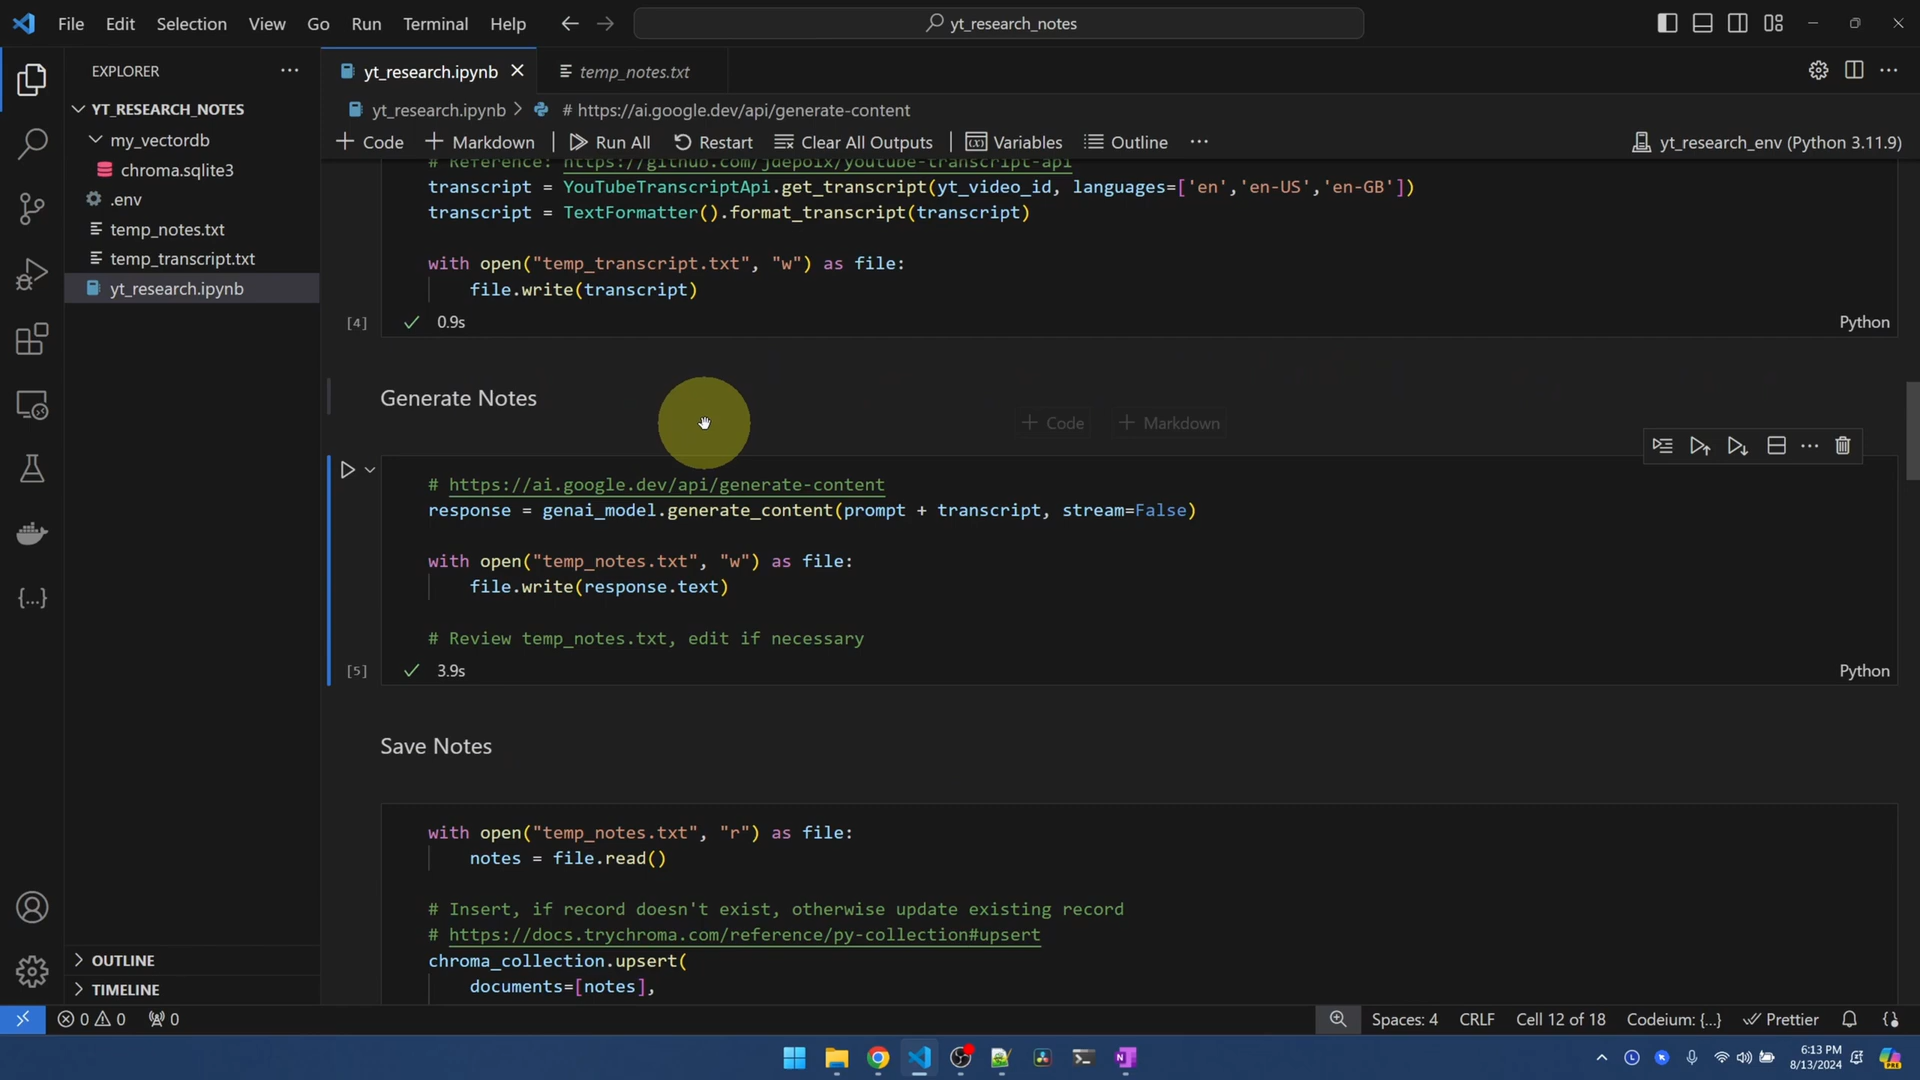 File Edit Selection View Go Run Terminal Help
yt_research_notes
EXPLORER
YT_RESEARCH_NOTES
my_vectordb
chroma.sqlite3
.env
temp_notes.txt
temp_transcript.txt
yt_research.ipynb
OUTLINE
TIMELINE
yt_research.ipynb
temp_notes.txt
yt_research.ipynb > # https://ai.google.dev/api/generate-content
+ Code + Markdown Run All Restart Clear All Outputs Variables Outline ...
yt_research_env (Python 3.11.9)
# Reference: https://github.com/jdepoix/youtube-transcript-api
transcript = YouTubeTranscriptApi.get_transcript(yt_video_id, languages=['en','en-US','en-GB'])
transcript = TextFormatter().format_transcript(transcript)
with open("temp_transcript.txt", "w") as file:
file.write(transcript)
[4] 0.9s Python
Generate Notes
+ Code + Markdown
# https://ai.google.dev/api/generate-content
response = genai_model.generate_content(prompt + transcript, stream=False)
with open("temp_notes.txt", "w") as file:
file.write(response.text)
# Review temp_notes.txt, edit if necessary
[5] 3.9s Python
Save Notes
with open("temp_notes.txt", "r") as file:
notes = file.read()
# Insert, if record doesn't exist, otherwise update existing record
# https://docs.trychroma.com/reference/py-collection#upsert
chroma_collection.upsert(
documents=[notes],
0 0 0
Spaces: 4 CRLF Cell 12 of 18 Codeium: {...} Prettier
6:13 PM
8/13/2024